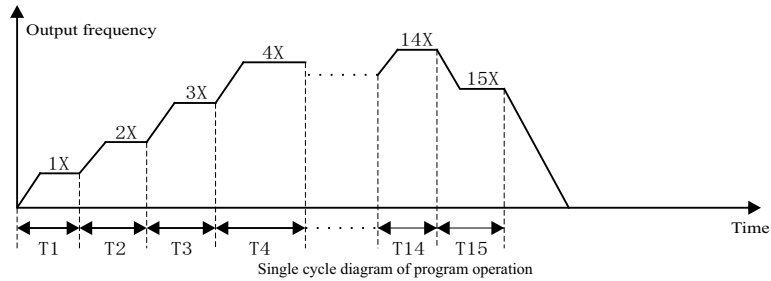 Output frequency
1X
2X
3X
4X
14X
15X
Time
T1
T2
T3
T4
T14
T15
Single cycle diagram of program operation